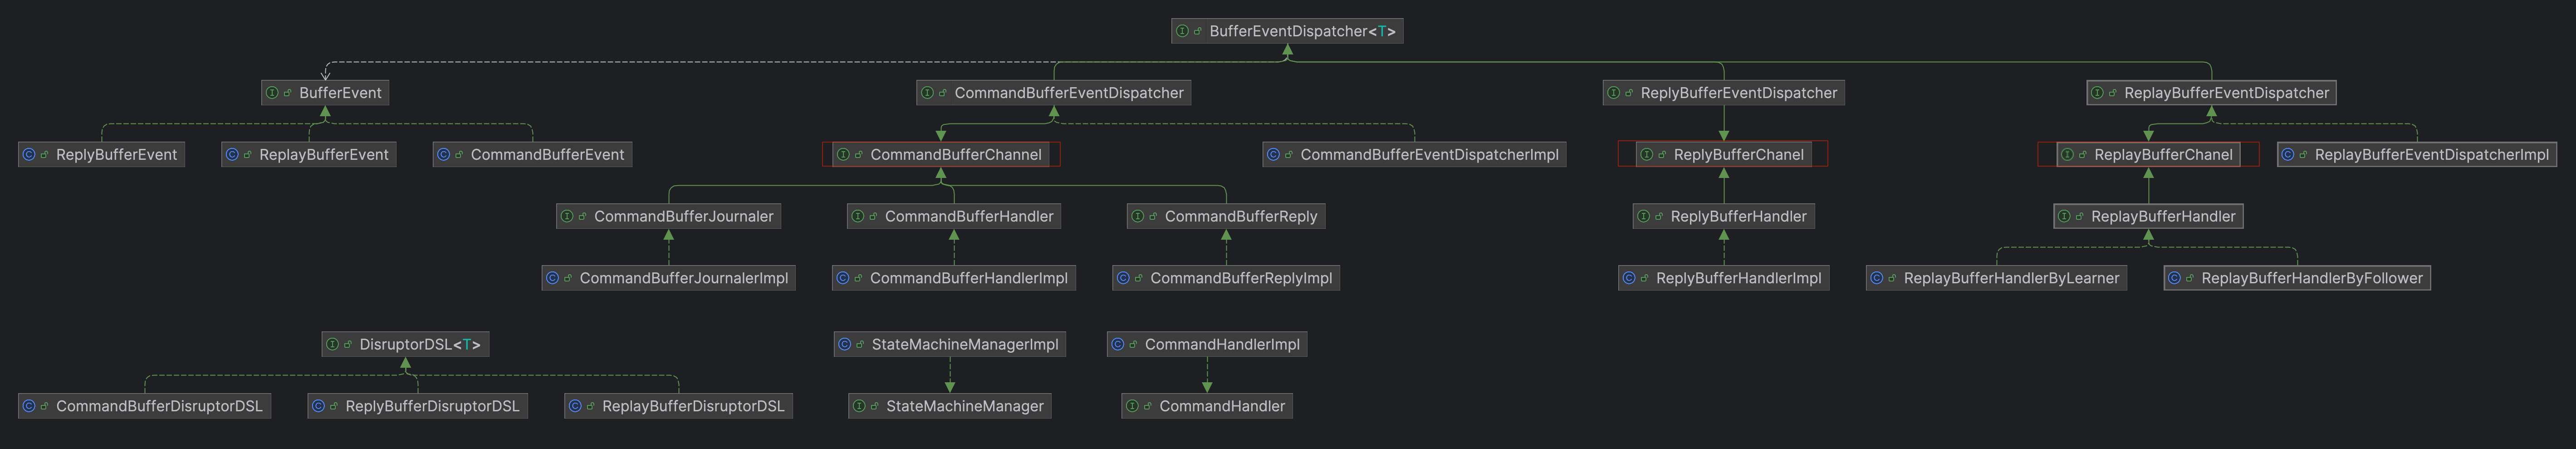 BufferEventDispatcher<T>
BufferEvent
CommandBufferEventDispatcher
ReplyBufferEventDispatcher
ReplayBufferEventDispatcher
ReplyBufferEvent
ReplayBufferEvent
CommandBufferEvent
CommandBufferChannel
CommandBufferEventDispatcherImpl
ReplyBufferChanel
ReplayBufferChanel
ReplayBufferEventDispatcherImpl
CommandBufferJournaler
CommandBufferHandler
CommandBufferReply
ReplyBufferHandler
ReplayBufferHandler
CommandBufferJournalerImpl
CommandBufferHandlerImpl
CommandBufferReplyImpl
ReplyBufferHandlerImpl
ReplayBufferHandlerByLearner
ReplayBufferHandlerByFollower
DisruptorDSL<T>
StateMachineManagerImpl
CommandHandlerImpl
CommandBufferDisruptorDSL
ReplyBufferDisruptorDSL
ReplayBufferDisruptorDSL
StateMachineManager
CommandHandler